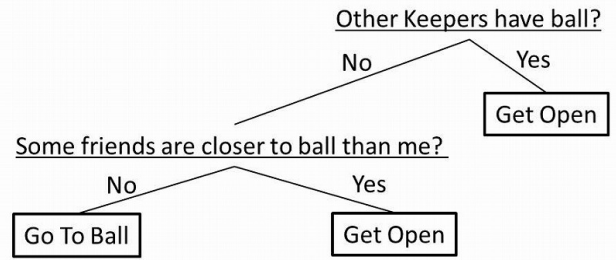 Other Keepers have ball?
No
Yes
Get Open
Some friends are closer to ball than me?
No
Yes
Go To Ball
Get Open